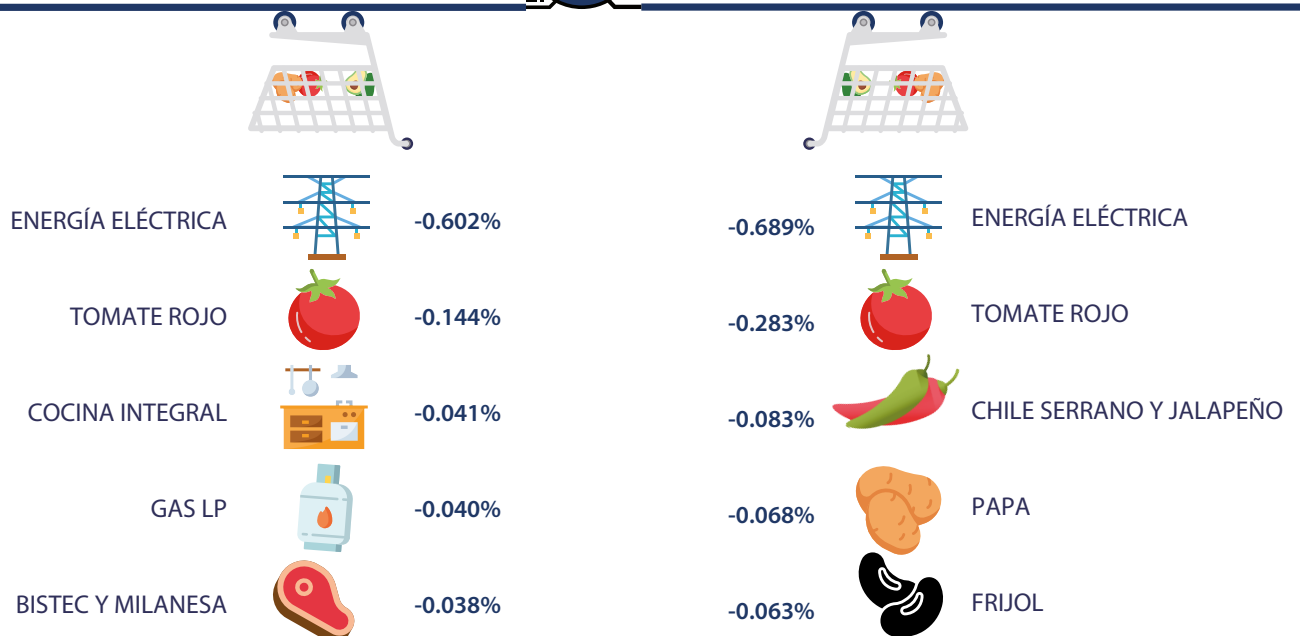 ENERGÍA ELÉCTRICA -0.602%
TOMATE ROJO -0.144%
COCINA INTEGRAL -0.041%
GAS LP -0.040%
BISTEC Y MILANESA -0.038%
-0.689% ENERGÍA ELÉCTRICA
-0.283% TOMATE ROJO
-0.083% CHILE SERRANO Y JALAPEÑO
-0.068% PAPA
-0.063% FRIJOL